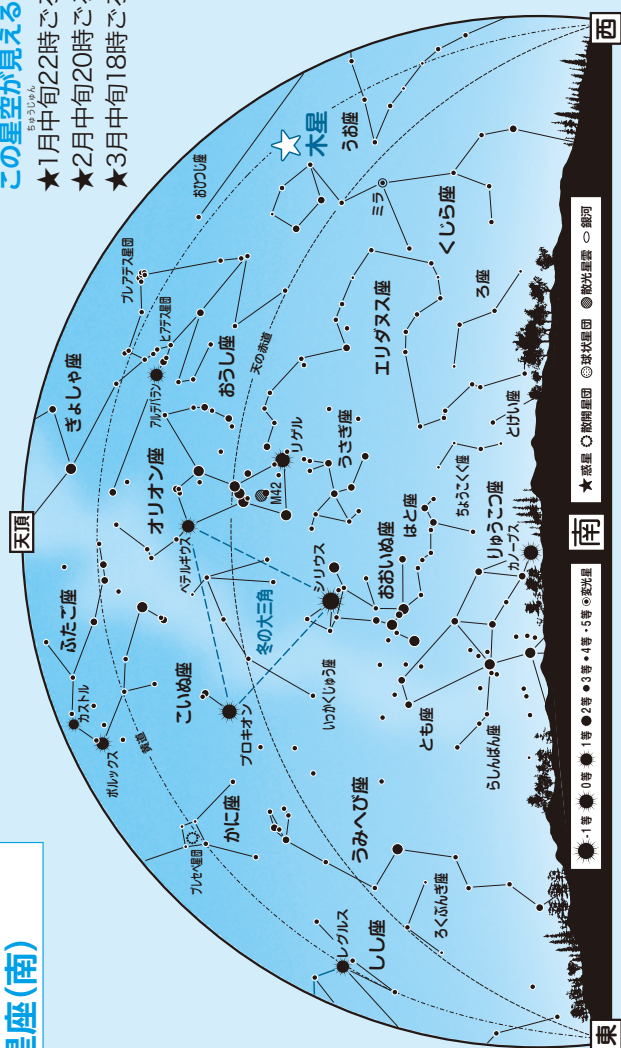 星座(南)
この星空が見える
ちゅうじゅん
★1月中旬22時ごろ
★2月中旬20時ごろ
★3月中旬18時ごろ
天頂
ぎょしゃ座
ふたご座
カストル
ポルックス
黄道
プレアデス星団
ヒアデス星団
アルデバラン
おうし座
おひつじ座
木星
うお座
天の赤道
オリオン座
ベテルギウス
M42
リゲル
冬の大三角
こいぬ座
プロキオン
シリウス
いっかくじゅう座
おおいぬ座
うさぎ座
はと座
エリダヌス座
ミラ
くじら座
ろ座
とけい座
ちょうこくぐ座
りゅうこつ座
カノープス
とも座
らしんばん座
かに座
プレセペ星団
うみへび座
ろくぶんぎ座
しし座
レグルス
東
南
西
-1等 0等 1等 2等 3等 4等 5等 変光星
★惑星 散開星団 球状星団 散光星雲 銀河